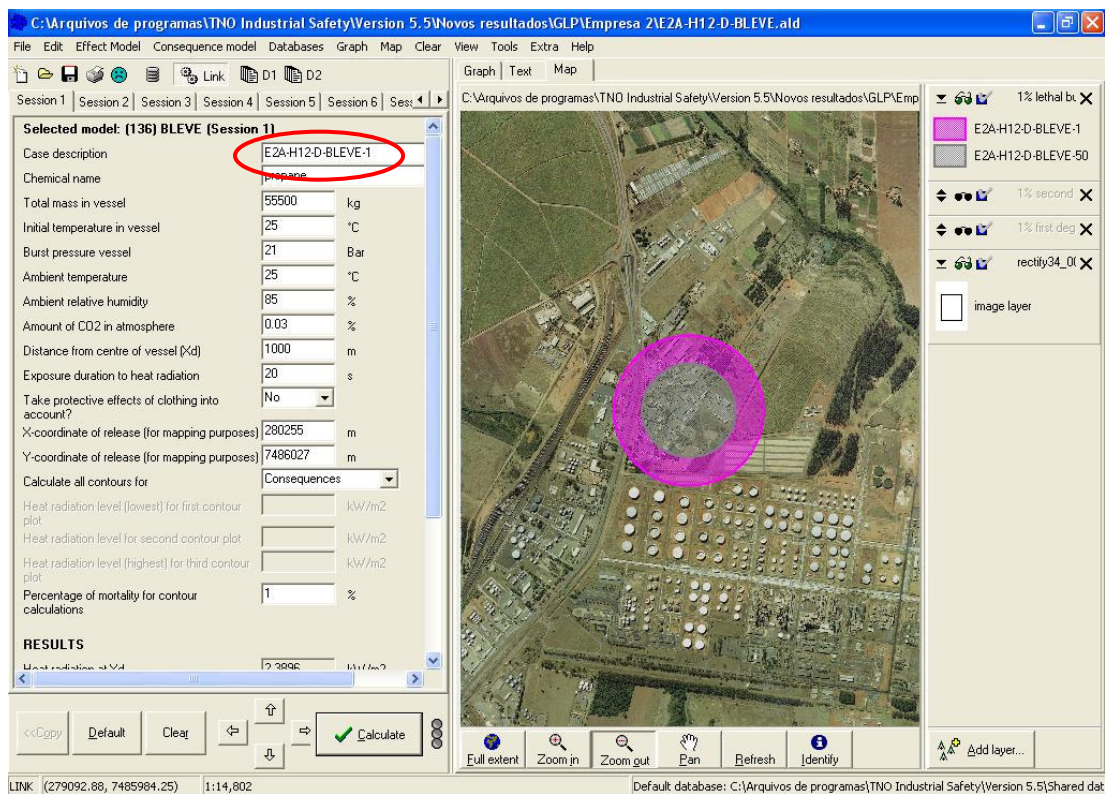 C:\Arquivos de programas\TNO Industrial Safety\Version 5.5\Novos resultados\GLP\Empresa 2\E2A-H12-D-BLEVE.ald
File Edit Effect Model Consequence model Databases Graph Map Clear View Tools Extra Help
Link D1 D2
Graph Text Map
Session 1 Session 2 Session 3 Session 4 Session 5 Session 6 Ses
C:\Arquivos de programas\TNO Industrial Safety\Version 5.5\Novos resultados\GLP\Emp
1% lethal bu
E2A-H12-D-BLEVE-1
E2A-H12-D-BLEVE-50
1% second
1% first deg
rectify34_0
image layer
Selected model: (136) BLEVE (Session 1)
Case description E2A-H12-D-BLEVE-1
Chemical name propane
Total mass in vessel 55500 kg
Initial temperature in vessel 25 °C
Burst pressure vessel 21 Bar
Ambient temperature 25 °C
Ambient relative humidity 85 %
Amount of CO2 in atmosphere 0.03 %
Distance from centre of vessel (Xd) 1000 m
Exposure duration to heat radiation 20 s
Take protective effects of clothing into account? No
X-coordinate of release (for mapping purposes) 280255 m
Y-coordinate of release (for mapping purposes) 7486027 m
Calculate all contours for Consequences
Heat radiation level (lowest) for first contour plot kW/m2
Heat radiation level for second contour plot kW/m2
Heat radiation level (highest) for third contour plot kW/m2
Percentage of mortality for contour calculations 1 %
RESULTS
Heat radiation at Xd 2.3896 kW/m2
<<Copy Default Clear Calculate
Full extent Zoom in Zoom out Pan Refresh Identify
Add layer...
LINK (279092.88, 7485984.25) 1:14,802
Default database: C:\Arquivos de programas\TNO Industrial Safety\Version 5.5\Shared dat